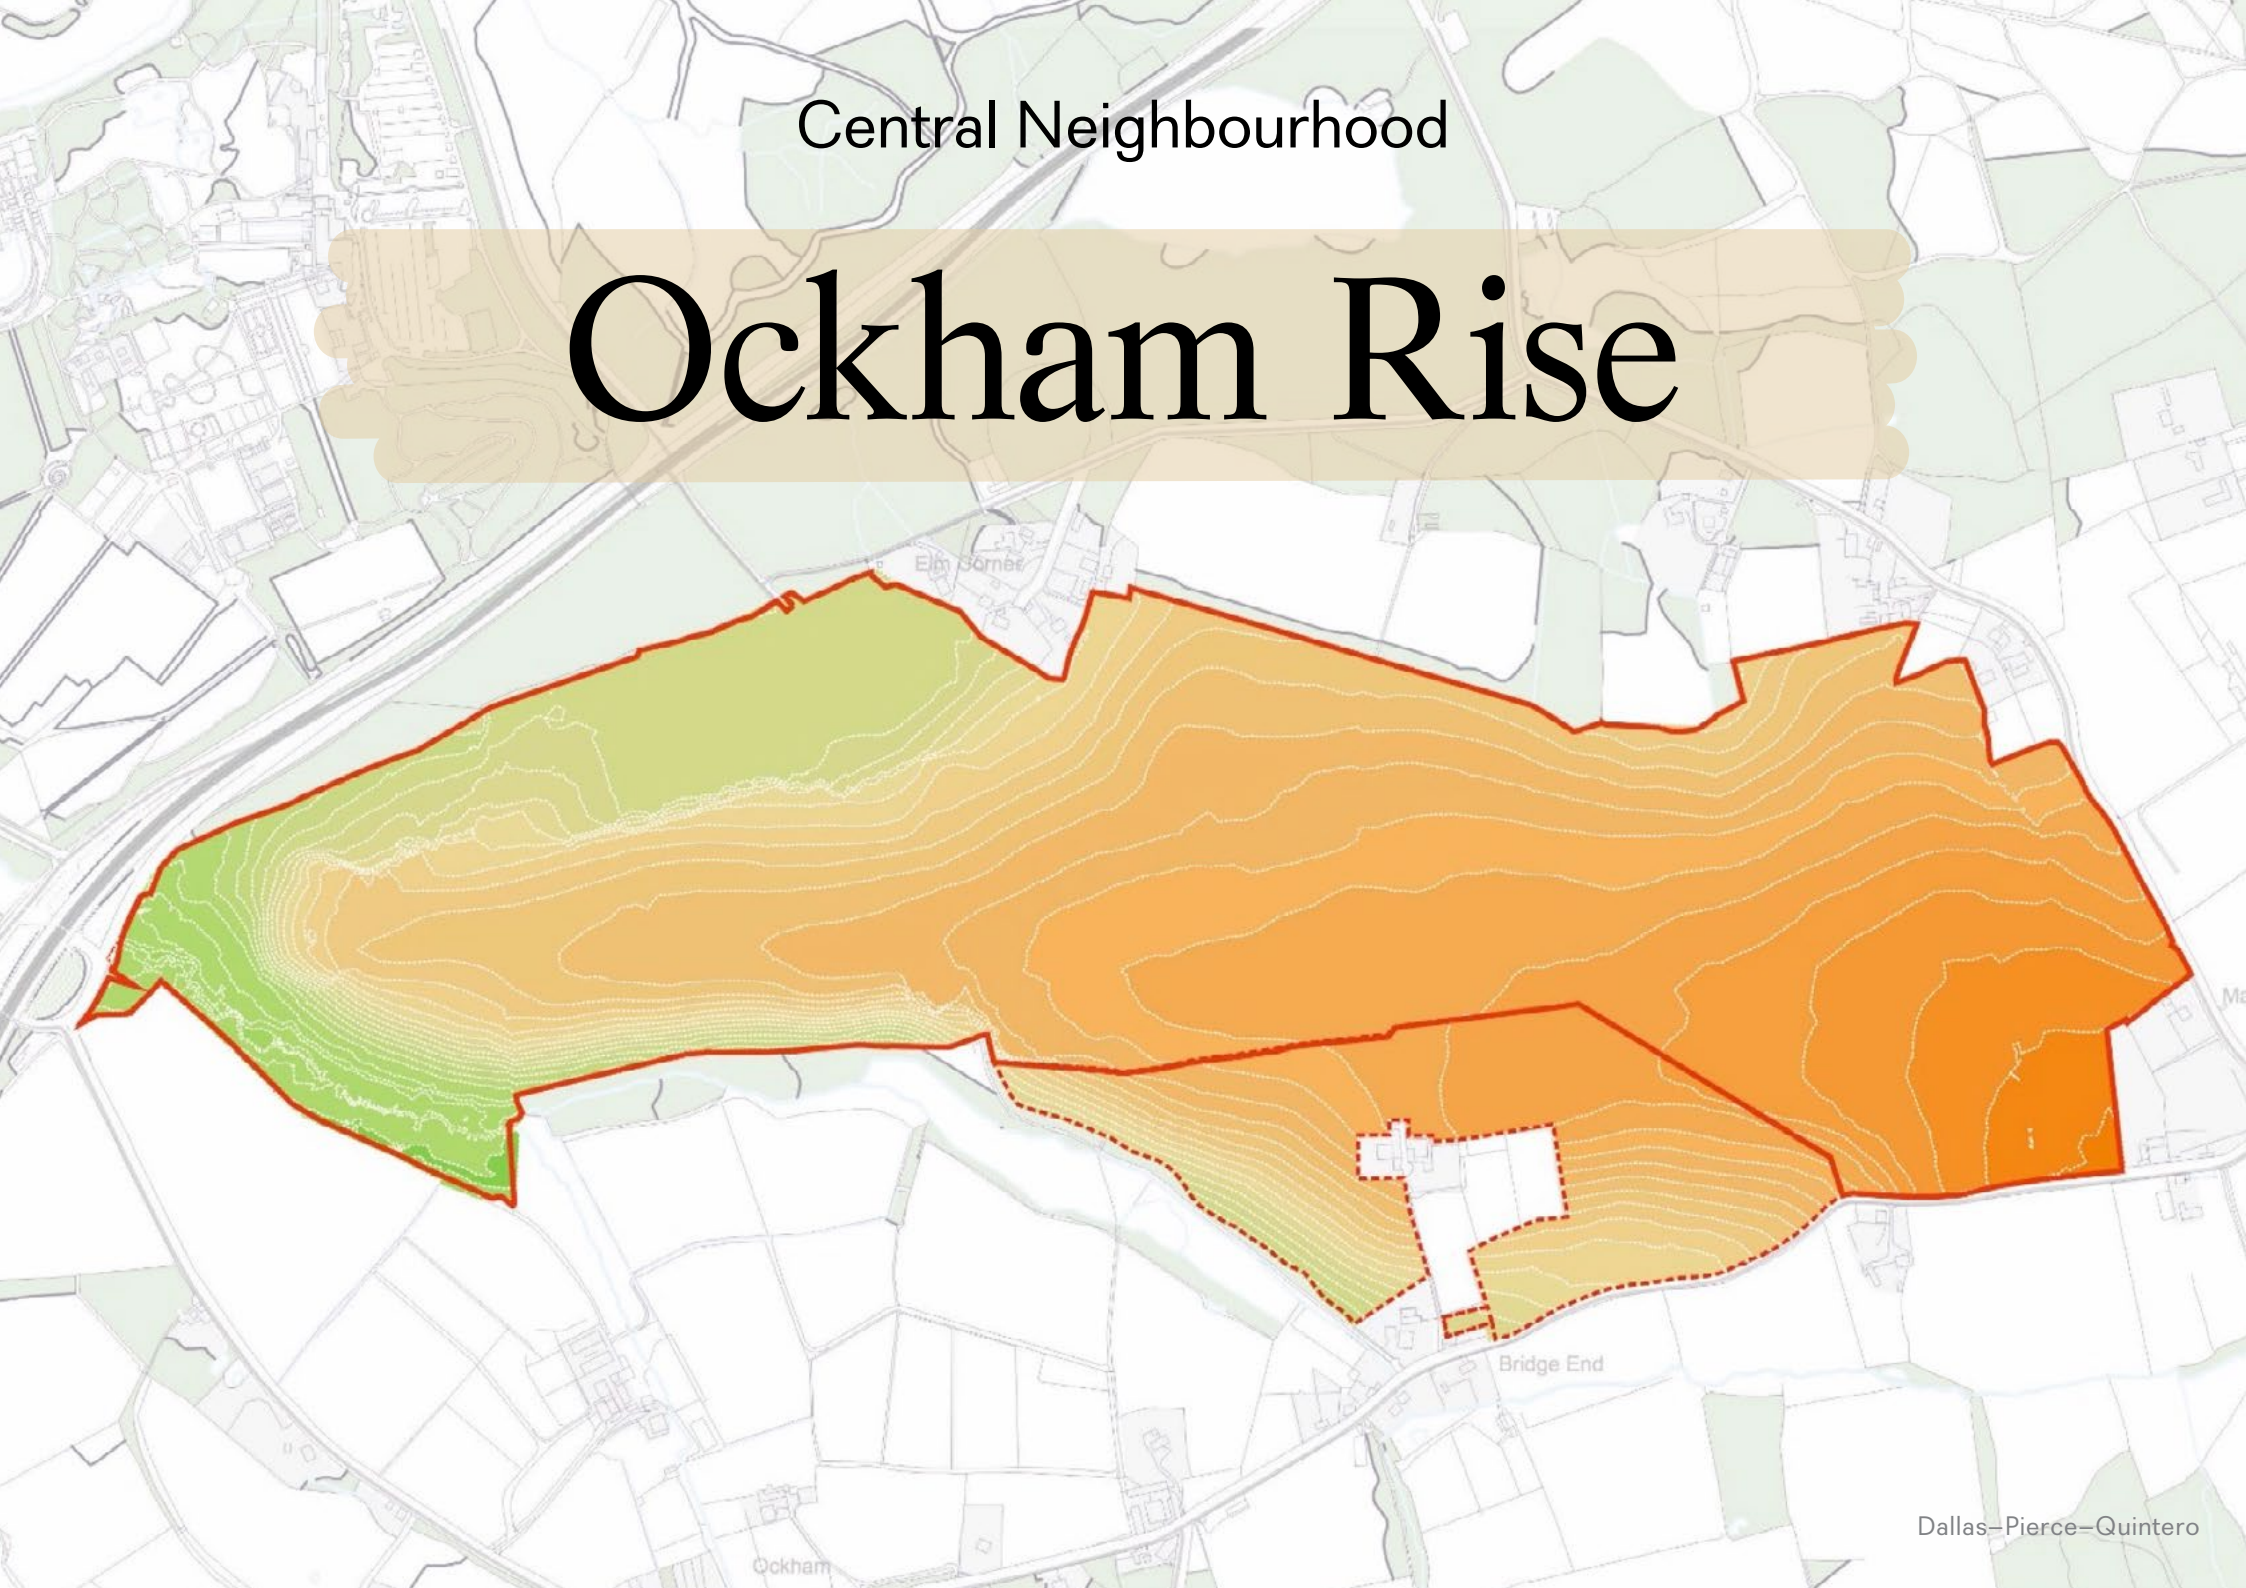 Central Neighbourhood
Ockham Rise
Elm Corner
Bridge End
Dallas–Pierce–Quintero
Ockham